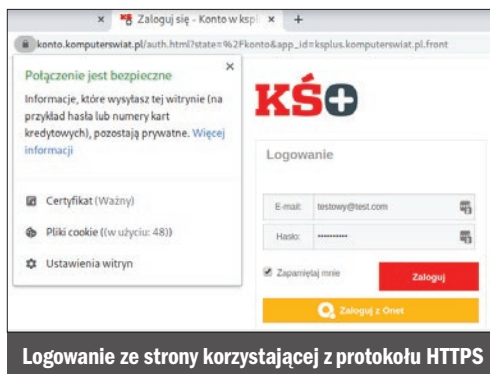 Zaloguj się - Konto w kspl
konto.komputerswiat.pl/auth.html?state=%2Fkonto&app_id=ksplus.komputerswiat.pl.front
Połączenie jest bezpieczne
Informacje, które wysyłasz tej witrynie (na
przykład hasła lub numery kart
kredytowych), pozostają prywatne. Więcej
informacji
Certyfikat (Ważny)
Pliki cookie ((w użyciu: 48))
Ustawienia witryn
KŚ+
Logowanie
E-mail: testowy@test.com
Hasło: ··········
Zapamiętaj mnie
Zaloguj
Zaloguj z Onet
Logowanie ze strony korzystającej z protokołu HTTPS